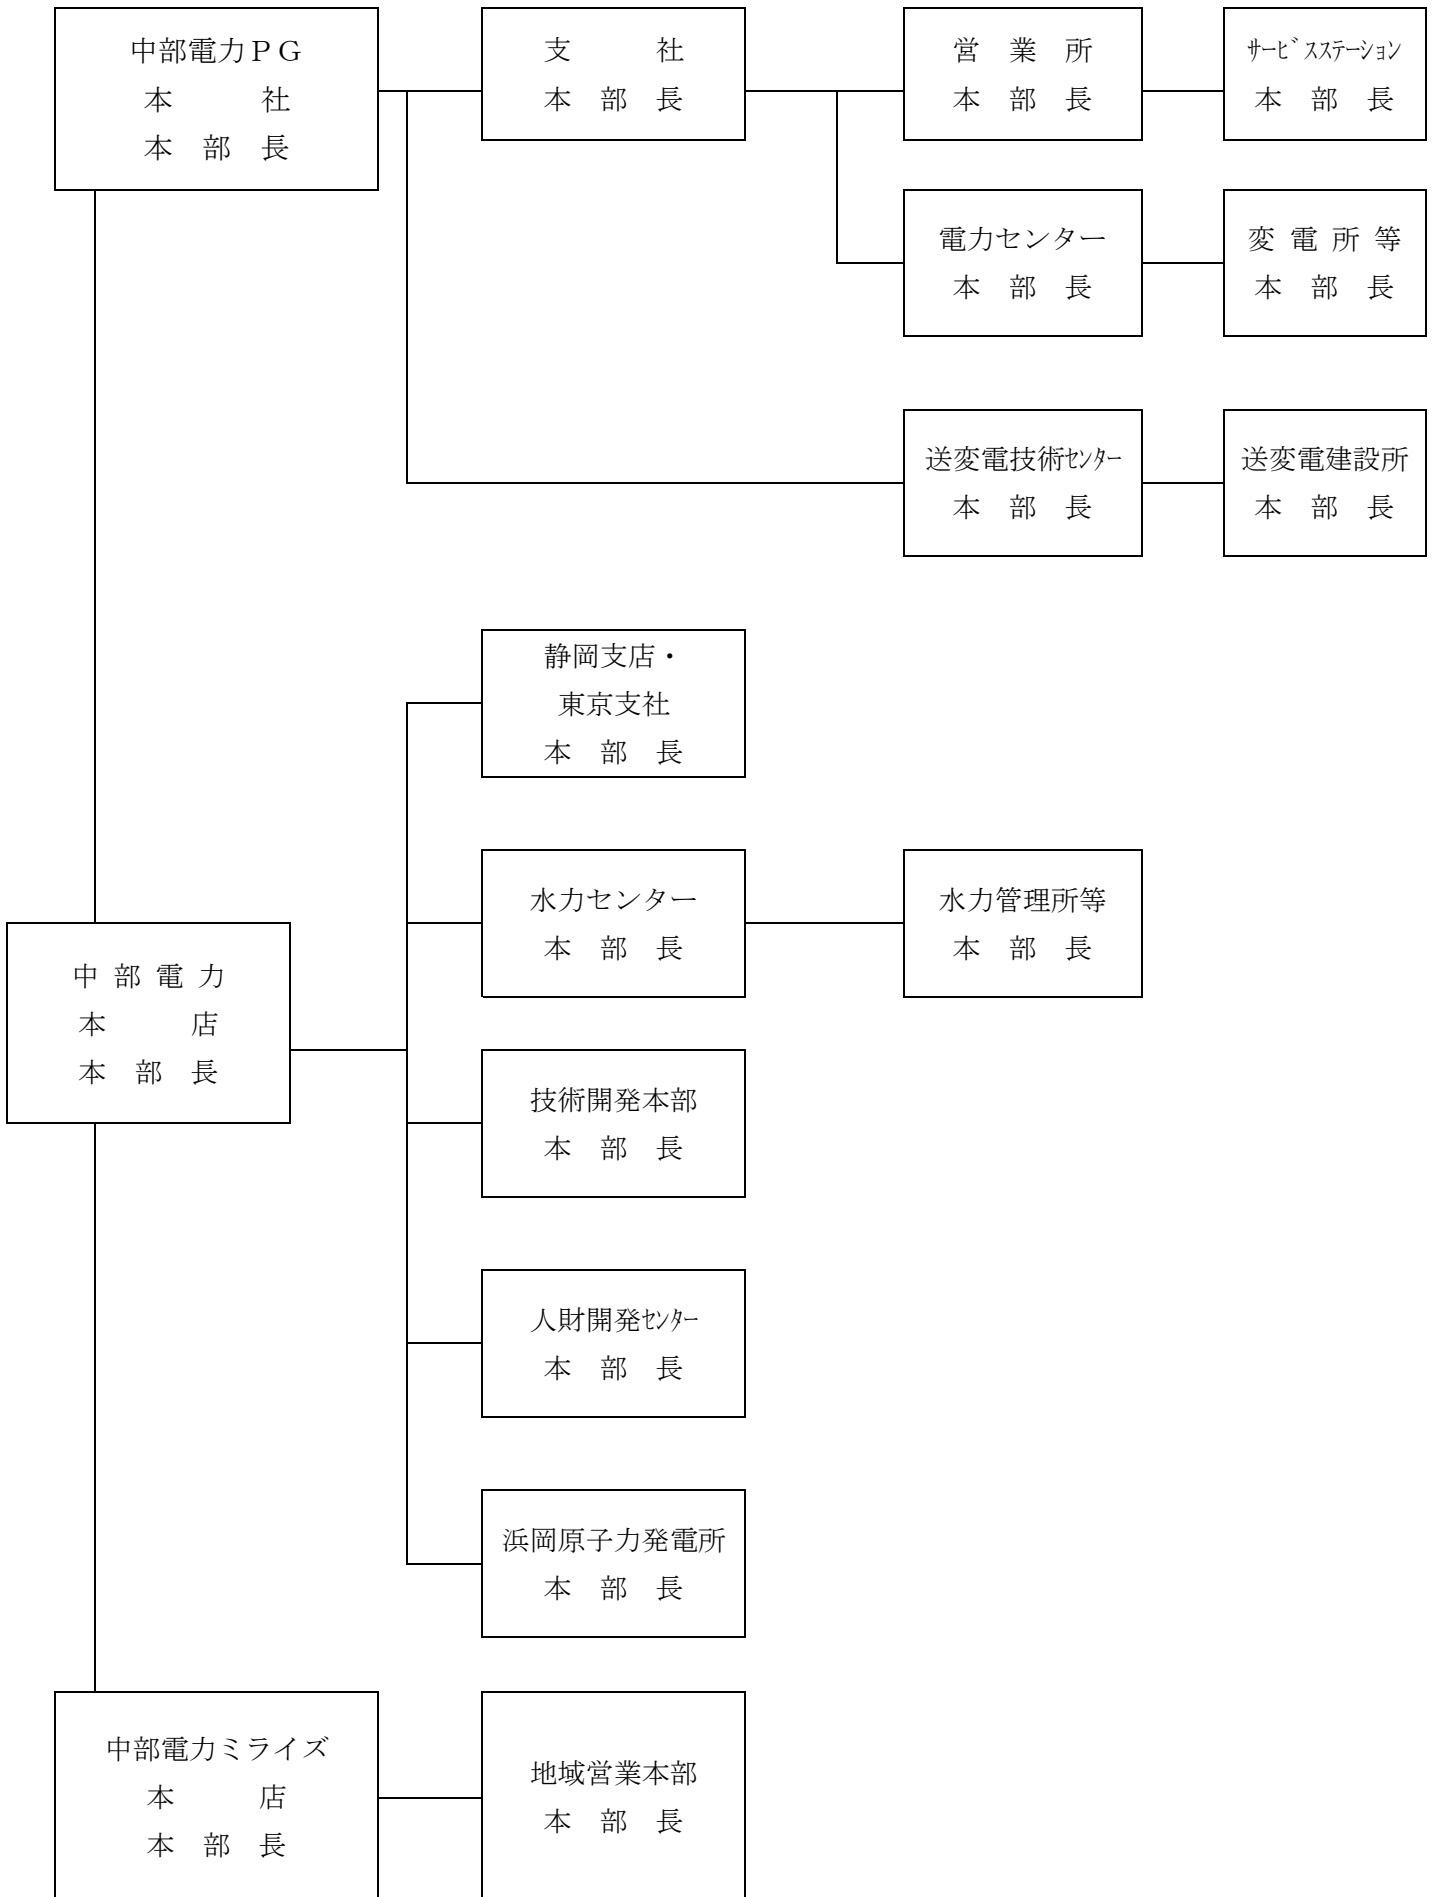 中部電力ＰＧ
本　　　社
本　部　長
支　　　社
本　部　長
営　業　所
本　部　長
ｻｰﾋﾞｽｽﾃｰｼｮﾝ
本　部　長
電力センター
本　部　長
変 電 所 等
本　部　長
送変電技術ｾﾝﾀｰ
本　部　長
送変電建設所
本　部　長
静岡支店・
東京支社
本　部　長
水力センター
本　部　長
水力管理所等
本　部　長
中 部 電 力
本　　　店
本　部　長
技術開発本部
本　部　長
人財開発ｾﾝﾀｰ
本　部　長
浜岡原子力発電所
本　部　長
中部電力ミライズ
本　　　店
本　部　長
地域営業本部
本　部　長